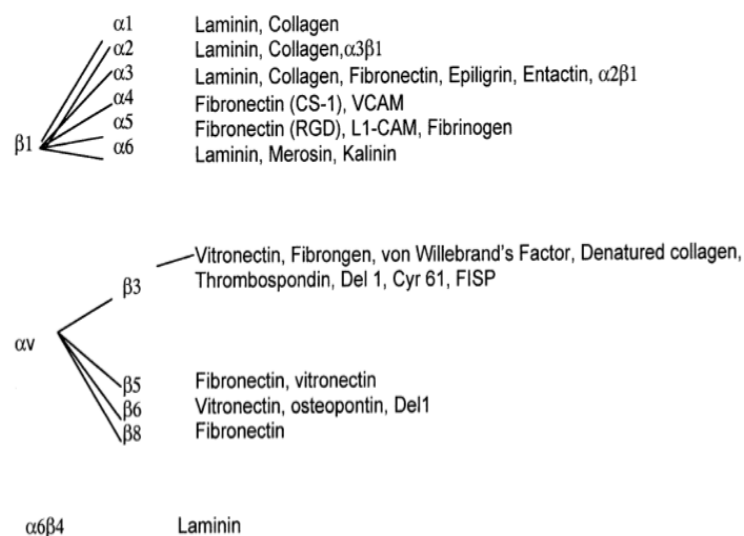 α1 Laminin, Collagen
α2 Laminin, Collagen,α3β1
α3 Laminin, Collagen, Fibronectin, Epiligrin, Entactin, α2β1
α4 Fibronectin (CS-1), VCAM
α5 Fibronectin (RGD), L1-CAM, Fibrinogen
β1 α6 Laminin, Merosin, Kalinin
Vitronectin, Fibrongen, von Willebrand's Factor, Denatured collagen,
β3 Thrombospondin, Del 1, Cyr 61, FISP
αv
β5 Fibronectin, vitronectin
β6 Vitronectin, osteopontin, Del1
β8 Fibronectin
α6β4 Laminin